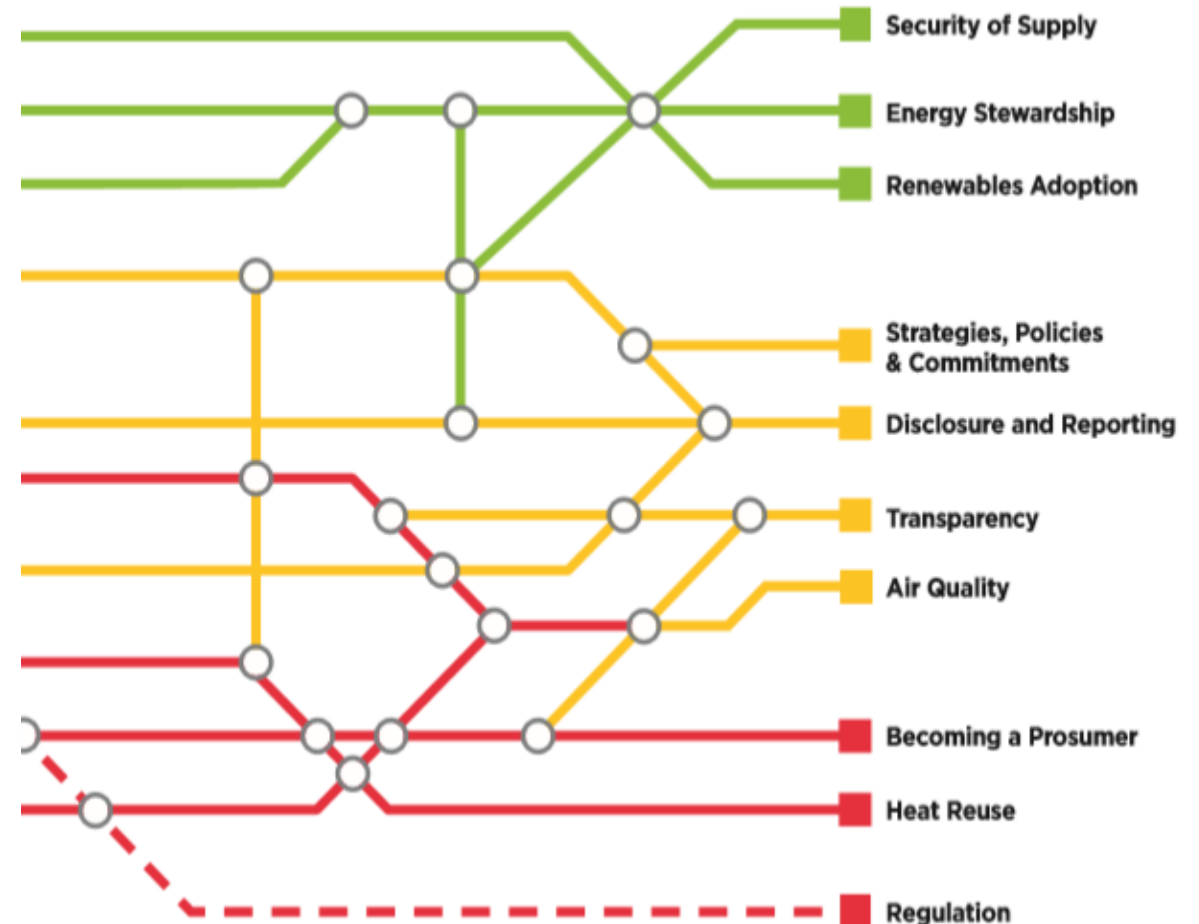 Security of Supply
Energy Stewardship
Renewables Adoption
Strategies, Policies
& Commitments
Disclosure and Reporting
Transparency
Air Quality
Becoming a Prosumer
Heat Reuse
Regulation